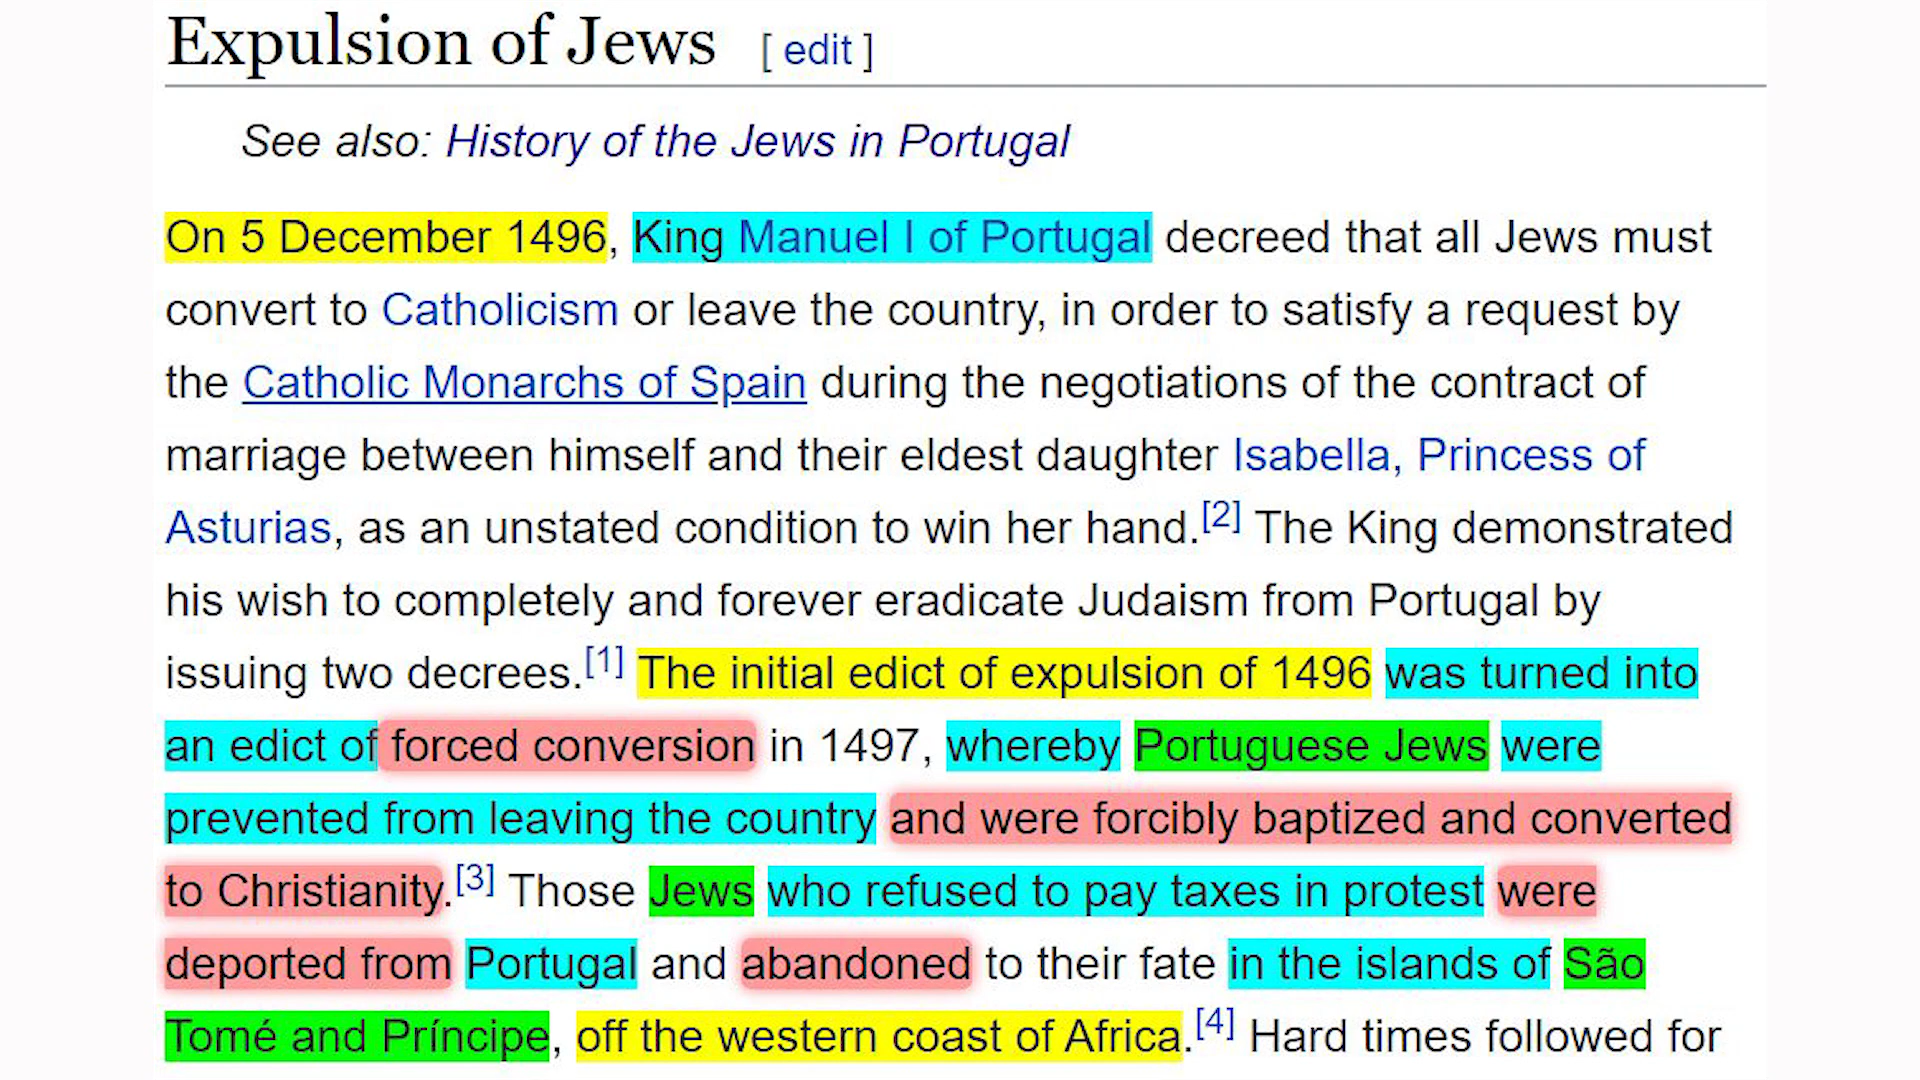 Expulsion of Jews [ edit ]
See also: History of the Jews in Portugal
On 5 December 1496, King Manuel I of Portugal decreed that all Jews must
convert to Catholicism or leave the country, in order to satisfy a request by
the Catholic Monarchs of Spain during the negotiations of the contract of
marriage between himself and their eldest daughter Isabella, Princess of
Asturias, as an unstated condition to win her hand.[2] The King demonstrated
his wish to completely and forever eradicate Judaism from Portugal by
issuing two decrees.[1] The initial edict of expulsion of 1496 was turned into
an edict of forced conversion in 1497, whereby Portuguese Jews were
prevented from leaving the country and were forcibly baptized and converted
to Christianity.[3] Those Jews who refused to pay taxes in protest were
deported from Portugal and abandoned to their fate in the islands of São
Tomé and Príncipe, off the western coast of Africa.[4] Hard times followed for